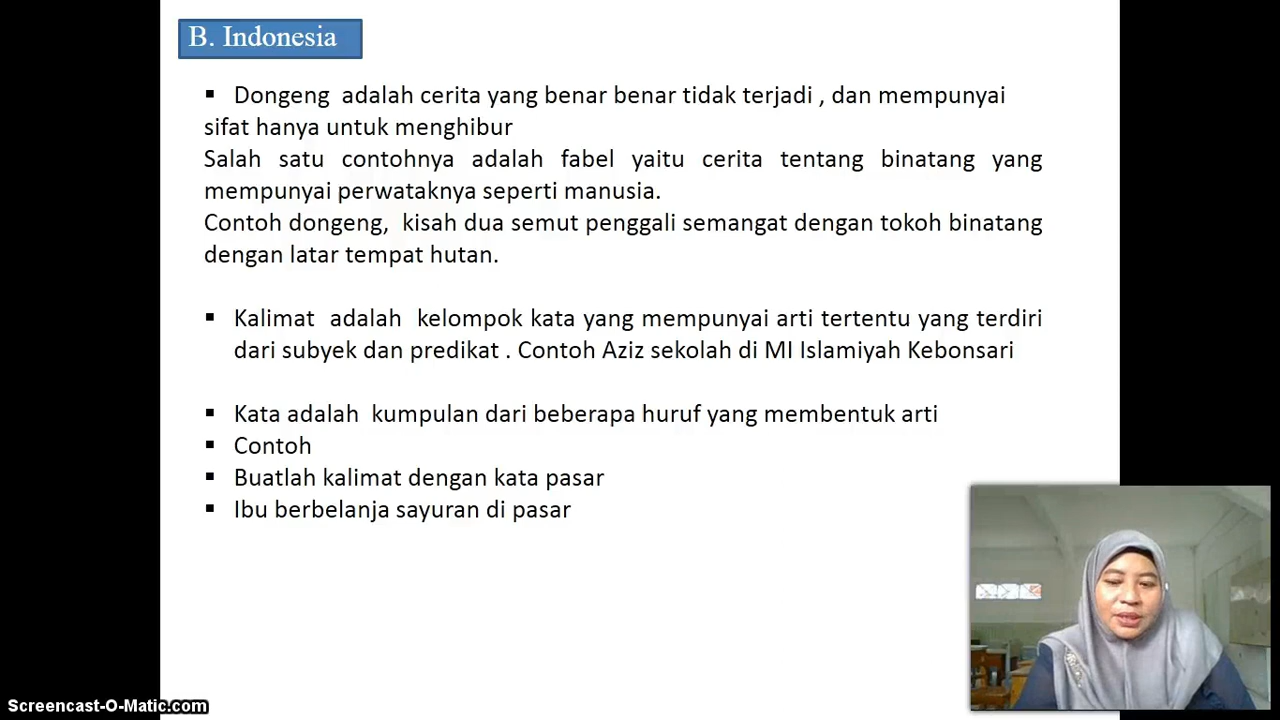 B. Indonesia
▪ Dongeng adalah cerita yang benar benar tidak terjadi , dan mempunyai
sifat hanya untuk menghibur
Salah satu contohnya adalah fabel yaitu cerita tentang binatang yang
mempunyai perwataknya seperti manusia.
Contoh dongeng, kisah dua semut penggali semangat dengan tokoh binatang
dengan latar tempat hutan.
▪ Kalimat adalah kelompok kata yang mempunyai arti tertentu yang terdiri
dari subyek dan predikat . Contoh Aziz sekolah di MI Islamiyah Kebonsari
▪ Kata adalah kumpulan dari beberapa huruf yang membentuk arti
▪ Contoh
▪ Buatlah kalimat dengan kata pasar
▪ Ibu berbelanja sayuran di pasar
Screencast-O-Matic.com